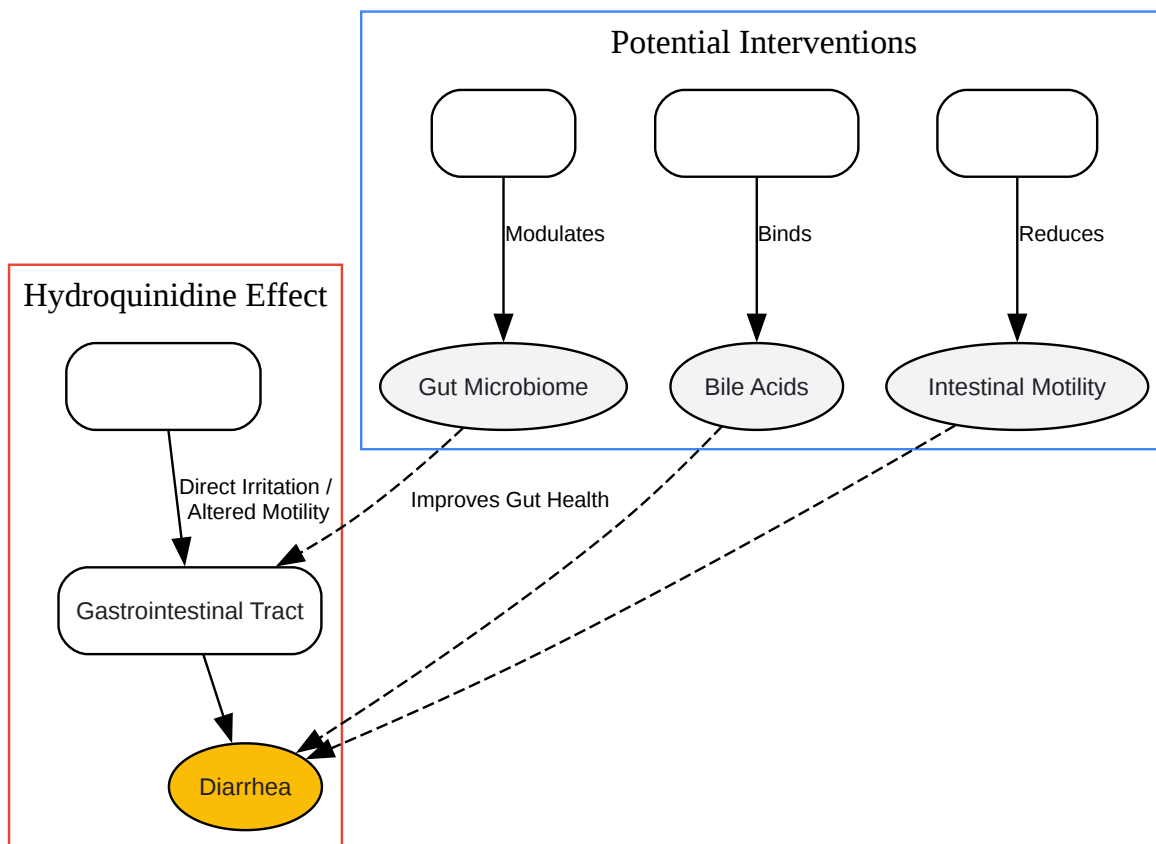 Potential Interventions
Modulates
Binds
Reduces
Hydroquinidine Effect
Gut Microbiome
Bile Acids
Intestinal Motility
Direct Irritation /
Altered Motility
Improves Gut Health
Gastrointestinal Tract
Diarrhea